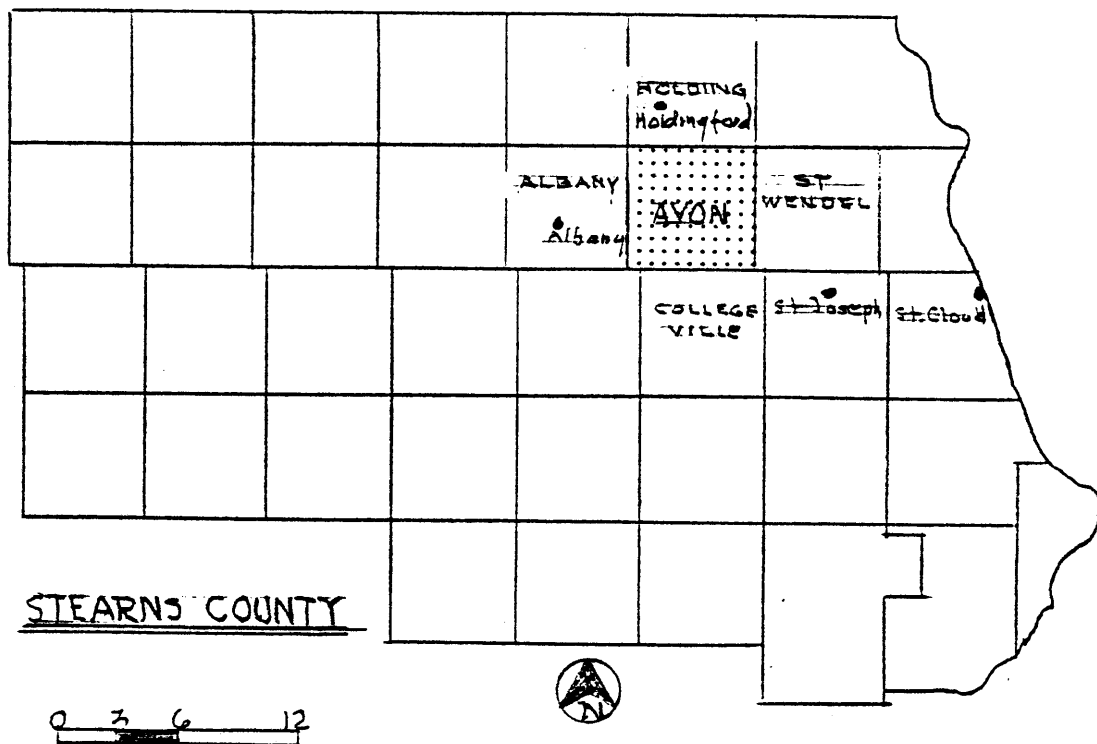 HOLDING
Holdingford
ALBANY
Albany
AVON
ST
WENDEL
COLLEGE
VILLE
St. Joseph
St. Cloud
STEARNS COUNTY
N
0 3 6 12